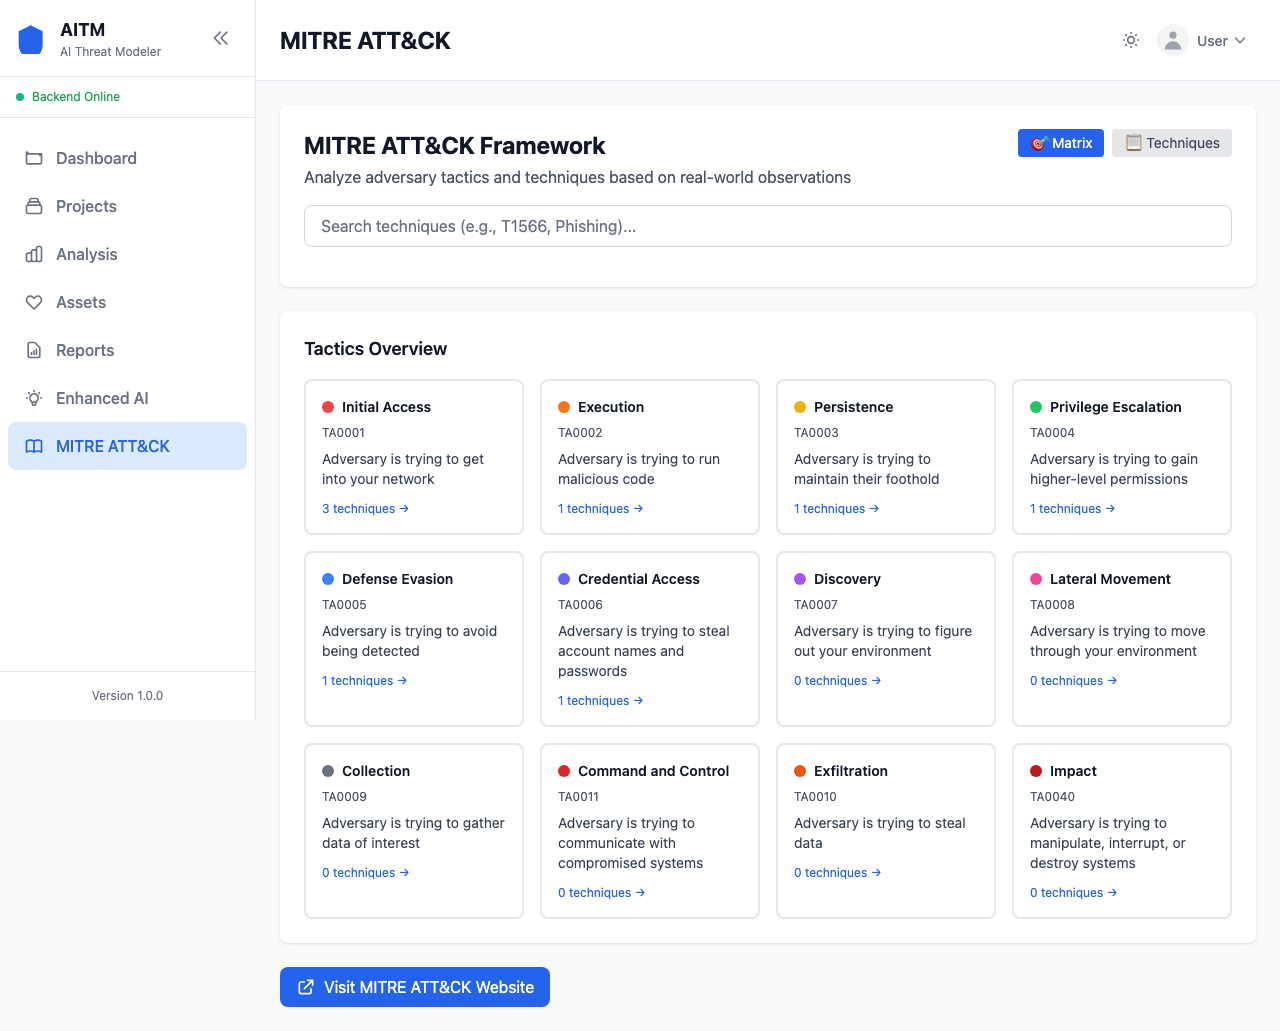 AITM
AI Threat Modeler
Backend Online
Dashboard
Projects
Analysis
Assets
Reports
Enhanced AI
MITRE ATT&CK
Version 1.0.0
MITRE ATT&CK
User
MITRE ATT&CK Framework
Matrix
Techniques
Analyze adversary tactics and techniques based on real-world observations
Search techniques (e.g., T1566, Phishing)...
Tactics Overview
Initial Access
TA0001
Adversary is trying to get
into your network
3 techniques →
Execution
TA0002
Adversary is trying to run
malicious code
1 techniques →
Persistence
TA0003
Adversary is trying to
maintain their foothold
1 techniques →
Privilege Escalation
TA0004
Adversary is trying to gain
higher-level permissions
1 techniques →
Defense Evasion
TA0005
Adversary is trying to avoid
being detected
1 techniques →
Credential Access
TA0006
Adversary is trying to steal
account names and
passwords
1 techniques →
Discovery
TA0007
Adversary is trying to figure
out your environment
0 techniques →
Lateral Movement
TA0008
Adversary is trying to move
through your environment
0 techniques →
Collection
TA0009
Adversary is trying to gather
data of interest
0 techniques →
Command and Control
TA0011
Adversary is trying to
communicate with
compromised systems
0 techniques →
Exfiltration
TA0010
Adversary is trying to steal
data
0 techniques →
Impact
TA0040
Adversary is trying to
manipulate, interrupt, or
destroy systems
0 techniques →
Visit MITRE ATT&CK Website